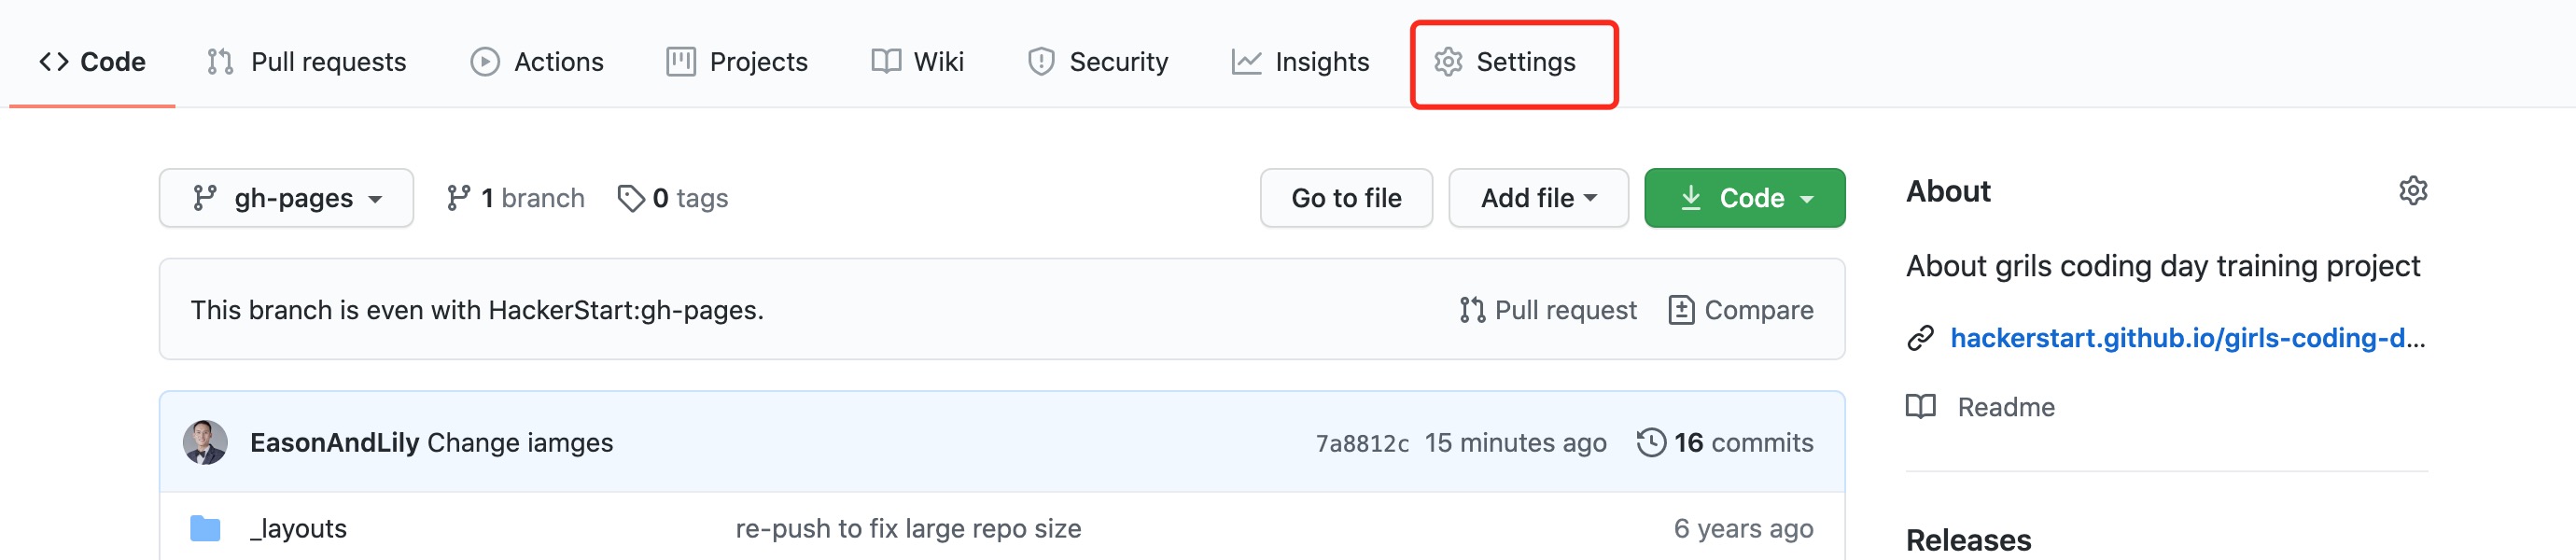 Code Pull requests Actions Projects Wiki Security Insights Settings
gh-pages 1 branch 0 tags Go to file Add file Code
About
About grils coding day training project
This branch is even with HackerStart:gh-pages. Pull request Compare
hackerstart.github.io/girls-coding-d...
Readme
EasonAndLily Change iamges 7a8812c 15 minutes ago 16 commits
_layouts re-push to fix large repo size 6 years ago
Releases